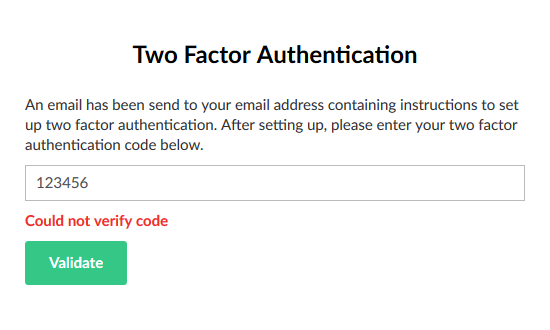 Two Factor Authentication
An email has been send to your email address containing instructions to set
up two factor authentication. After setting up, please enter your two factor
authentication code below.
123456
Could not verify code
Validate